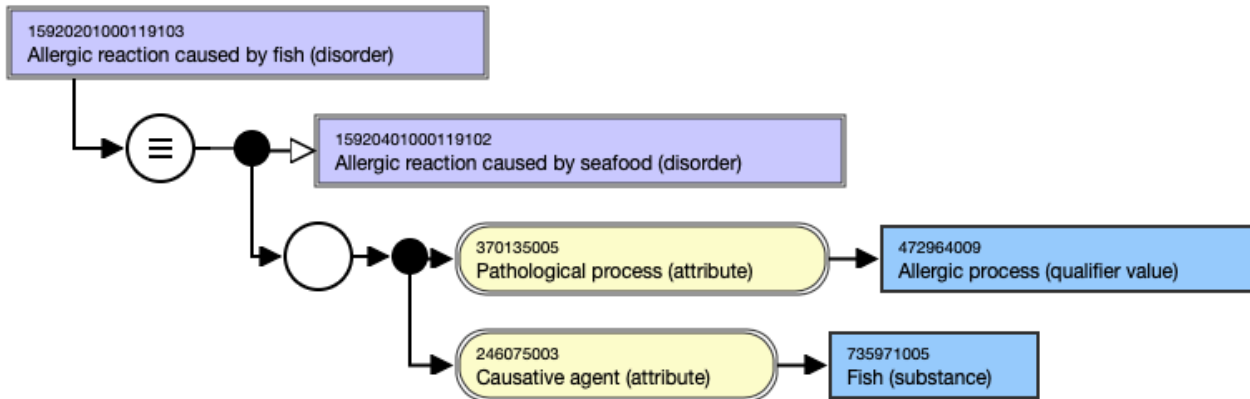 15920201000119103
Allergic reaction caused by fish (disorder)
15920401000119102
Allergic reaction caused by seafood (disorder)
370135005
Pathological process (attribute)
472964009
Allergic process (qualifier value)
246075003
Causative agent (attribute)
735971005
Fish (substance)